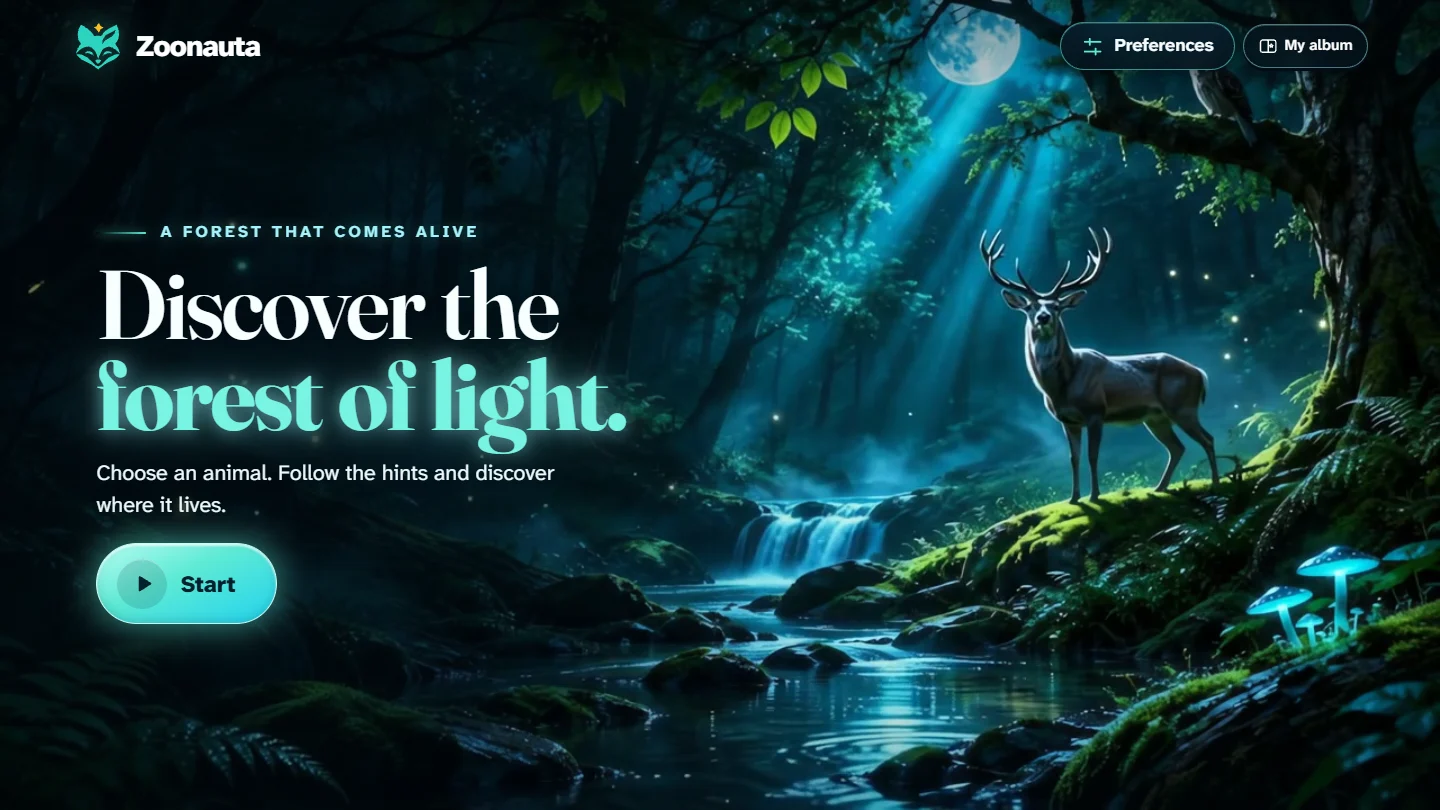 Zoonauta
Preferences
My album
A FOREST THAT COMES ALIVE
Discover the
forest of light.
Choose an animal. Follow the hints and discover
where it lives.
Start